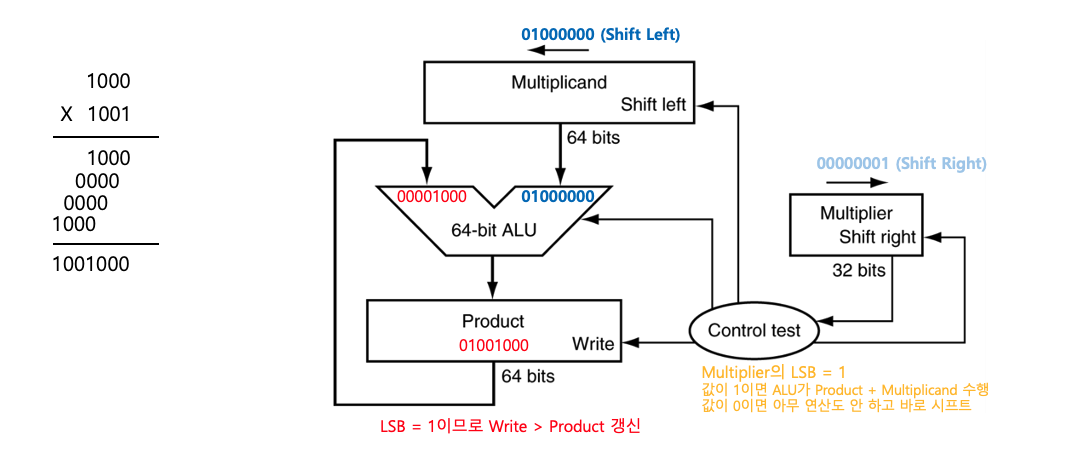 1000
X 1001
1000
0000
0000
1000
1001000
01000000 (Shift Left)
Multiplicand
Shift left
64 bits
00001000
01000000
64-bit ALU
00000001 (Shift Right)
Multiplier
Shift right
32 bits
Product
01001000
Write
64 bits
Control test
Multiplier의 LSB = 1
값이 1이면 ALU가 Product + Multiplicand 수행
값이 0이면 아무 연산도 안 하고 바로 시프트
LSB = 1이므로 Write > Product 갱신